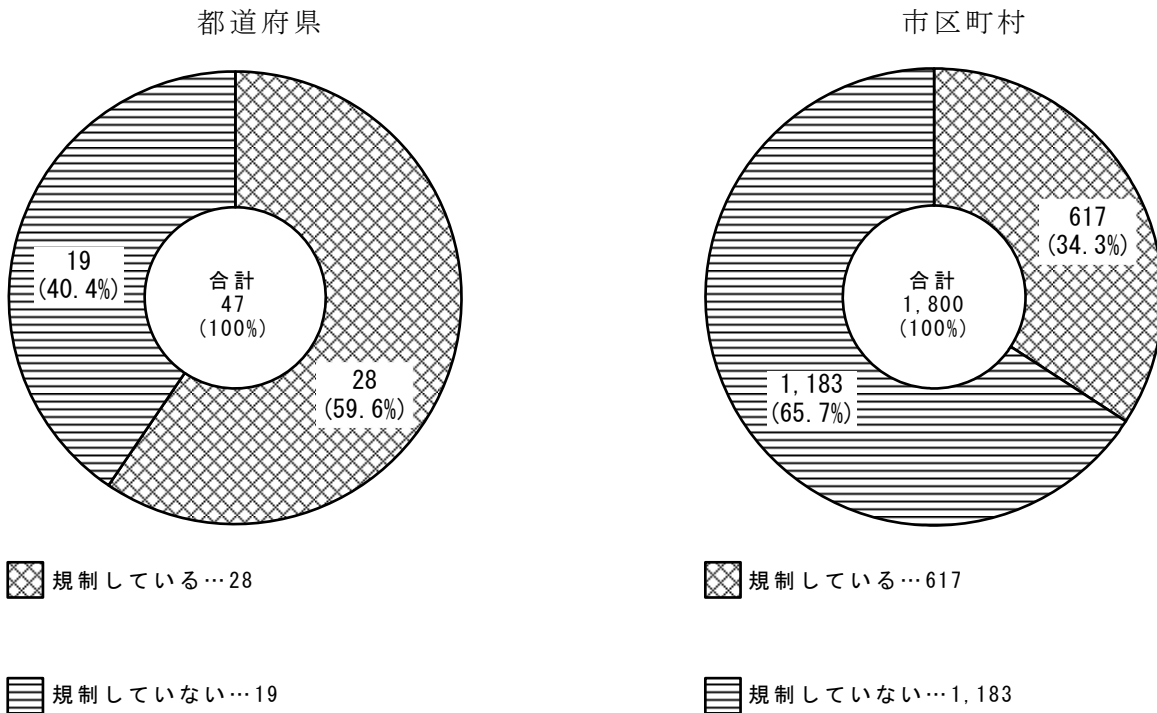 都道府県
19
(40.4%)
合計
47
(100%)
28
(59.6%)
規制している…28
規制していない…19
市区町村
617
(34.3%)
合計
1,800
(100%)
1,183
(65.7%)
規制している…617
規制していない…1,183